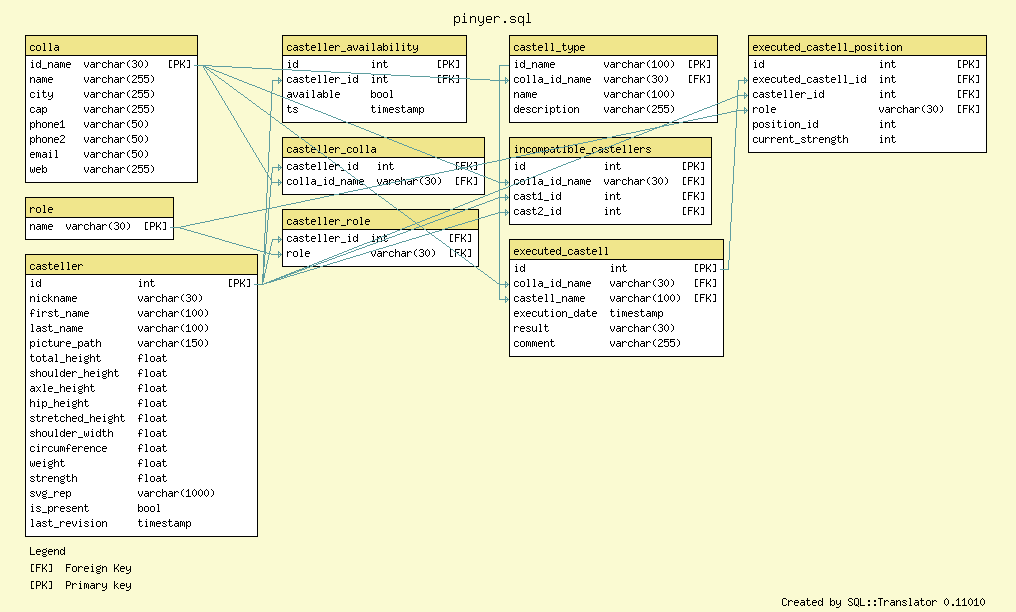 pinyer.sql
colla
id_name varchar(30) [PK]
name varchar(255)
city varchar(255)
cap varchar(255)
phone1 varchar(50)
phone2 varchar(50)
email varchar(50)
web varchar(255)
role
name varchar(30) [PK]
casteller
id int [PK]
nickname varchar(30)
first_name varchar(100)
last_name varchar(100)
picture_path varchar(150)
total_height float
shoulder_height float
axle_height float
hip_height float
stretched_height float
shoulder_width float
circumference float
weight float
strength float
svg_rep varchar(1000)
is_present bool
last_revision timestamp
casteller_availability
id int [PK]
casteller_id int [FK]
available bool
ts timestamp
casteller_colla
casteller_id int [FK]
colla_id_name varchar(30) [FK]
casteller_role
casteller_id int [FK]
role varchar(30) [FK]
castell_type
id_name varchar(100) [PK]
colla_id_name varchar(30) [FK]
name varchar(100)
description varchar(255)
incompatible_castellers
id int [PK]
colla_id_name varchar(30) [FK]
cast1_id int [FK]
cast2_id int [FK]
executed_castell
id int [PK]
colla_id_name varchar(30) [FK]
castell_name varchar(100) [FK]
execution_date timestamp
result varchar(30)
comment varchar(255)
executed_castell_position
id int [PK]
executed_castell_id int [FK]
casteller_id int [FK]
role varchar(30) [FK]
position_id int
current_strength int
Legend
[FK] Foreign Key
[PK] Primary key
Created by SQL::Translator 0.11010